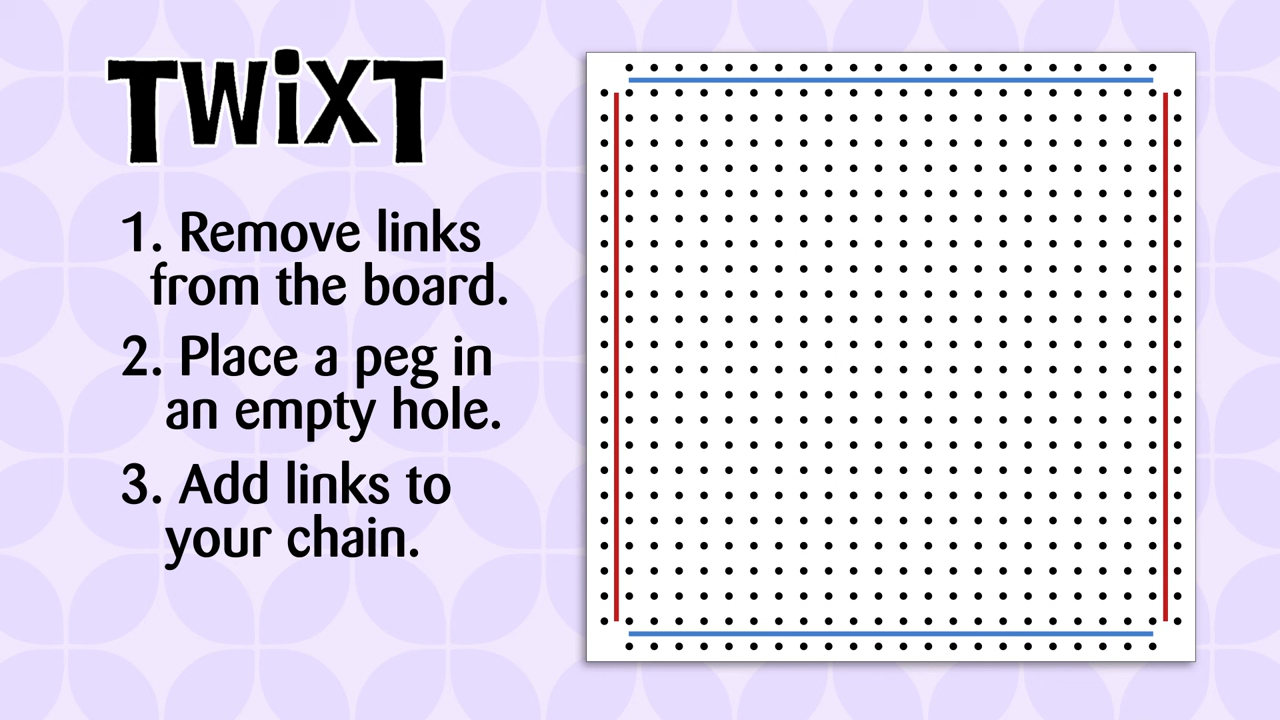 TWiXT
1. Remove links
from the board.
2. Place a peg in
an empty hole.
3. Add links to
your chain.